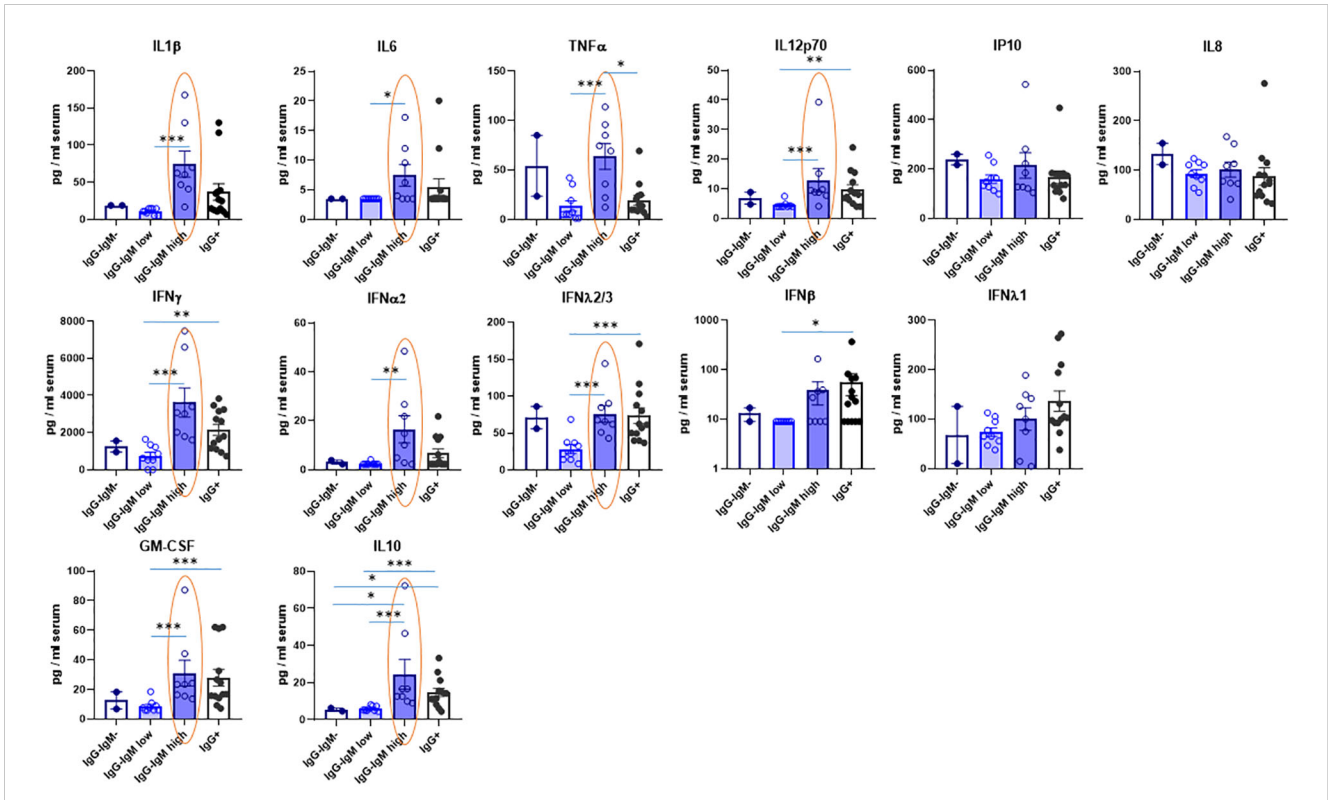 IL1β
IL6
TNFα
IL12p70
IP10
IL8
pg / ml serum
200
150
100
50
0
***
IgG-IgM-
IgG-IgM low
IgG-IgM high
IgG+
pg / ml serum
25
20
15
10
5
0
*
IgG-IgM-
IgG-IgM low
IgG-IgM high
IgG+
pg / ml serum
150
100
50
0
***
*
IgG-IgM-
IgG-IgM low
IgG-IgM high
IgG+
pg / ml serum
50
40
30
20
10
0
**
***
IgG-IgM-
IgG-IgM low
IgG-IgM high
IgG+
pg / ml serum
600
400
200
0
IgG-IgM-
IgG-IgM low
IgG-IgM high
IgG+
pg / ml serum
300
200
100
0
IgG-IgM-
IgG-IgM low
IgG-IgM high
IgG+
IFNγ
IFNα2
IFNλ2/3
IFNβ
IFNλ1
pg / ml serum
8000
6000
4000
2000
0
**
***
IgG-IgM-
IgG-IgM low
IgG-IgM high
IgG+
pg / ml serum
60
40
20
0
**
IgG-IgM-
IgG-IgM low
IgG-IgM high
IgG+
pg / ml serum
200
150
100
50
0
***
***
IgG-IgM-
IgG-IgM low
IgG-IgM high
IgG+
pg / ml serum
1000
100
10
1
*
IgG-IgM-
IgG-IgM low
IgG-IgM high
IgG+
pg / ml serum
300
200
100
0
IgG-IgM-
IgG-IgM low
IgG-IgM high
IgG+
GM-CSF
IL10
pg / ml serum
100
80
60
40
20
0
***
***
IgG-IgM-
IgG-IgM low
IgG-IgM high
IgG+
pg / ml serum
80
60
40
20
0
***
*
*
***
IgG-IgM-
IgG-IgM low
IgG-IgM high
IgG+